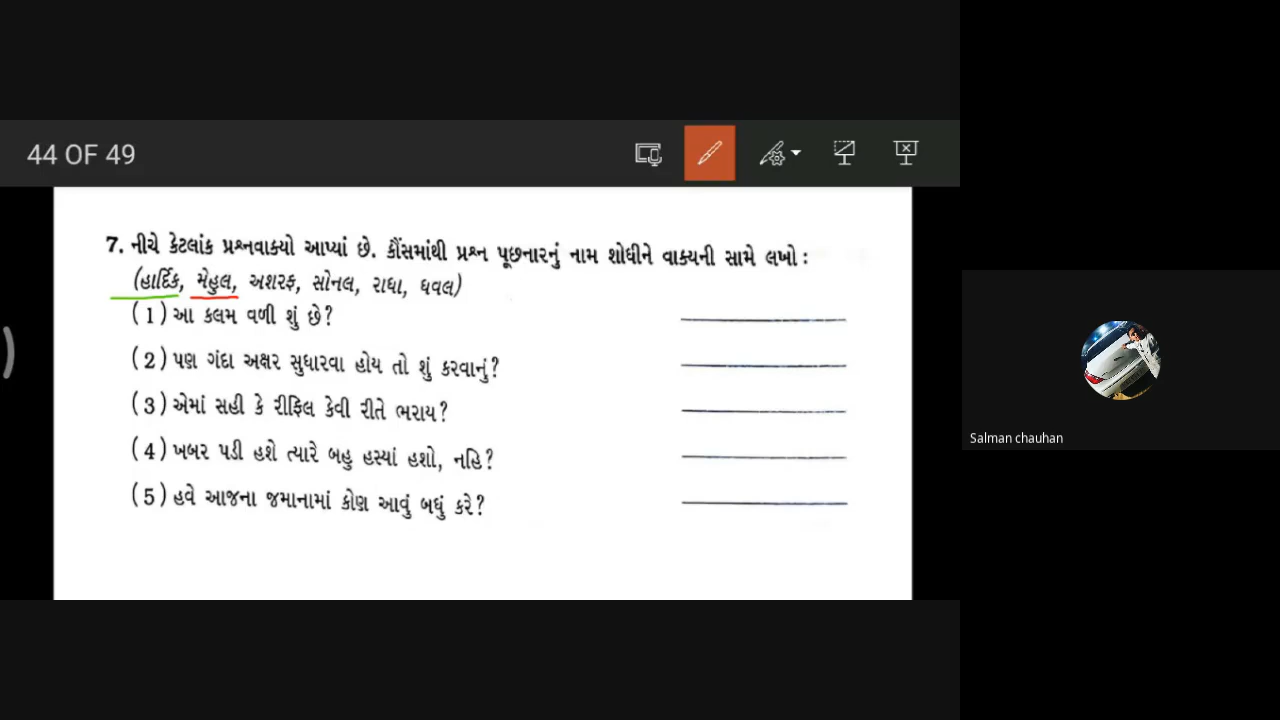 44 OF 49
7. નીચે કેટલાંક પ્રશ્નવાક્યો આપ્યાં છે. કૌંસમાંથી પ્રશ્ન પૂછનારનું નામ શોધીને વાક્યની સામે લખો :
(હાર્દિક, મેહુલ, અશરફ, સોનલ, રાધા, ધવલ)
(1) આ કલમ વળી શું છે?
(2) પણ ગંદા અક્ષર સુધારવા હોય તો શું કરવાનું?
(3) એમાં સહી કે રીફિલ કેવી રીતે ભરાય?
(4) ખબર પડી હશે ત્યારે બહુ હસ્યાં હશો, નહિ?
(5) હવે આજના જમાનામાં કોણ આવું બધું કરે?
Salman chauhan